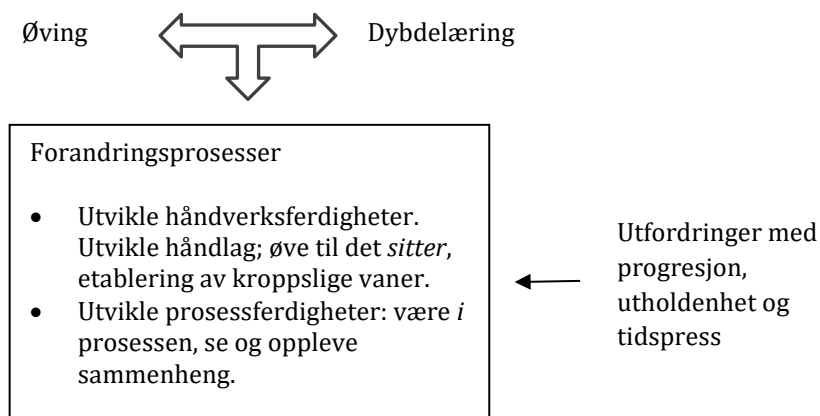 Øving
Dybdelæring
Forandringsprosesser
• Utvikle håndverksferdigheter.
Utvikle håndlag; øve til det sitter,
etablering av kroppslige vaner.
• Utvikle prosessferdigheter: være i
prosessen, se og oppleve
sammenheng.
Utfordringer med
progresjon,
utholdenhet og
tidspress